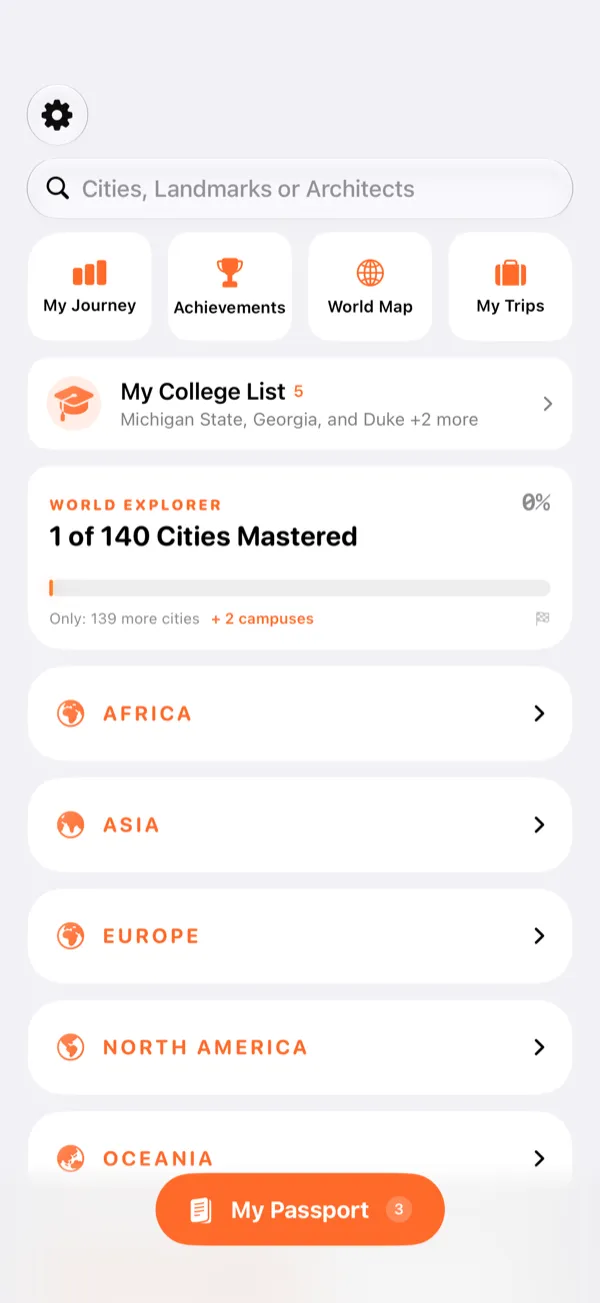 Cities, Landmarks or Architects
My Journey
Achievements
World Map
My Trips
My College List 5
Michigan State, Georgia, and Duke +2 more
WORLD EXPLORER
0%
1 of 140 Cities Mastered
Only: 139 more cities + 2 campuses
AFRICA
ASIA
EUROPE
NORTH AMERICA
OCEANIA
My Passport 3